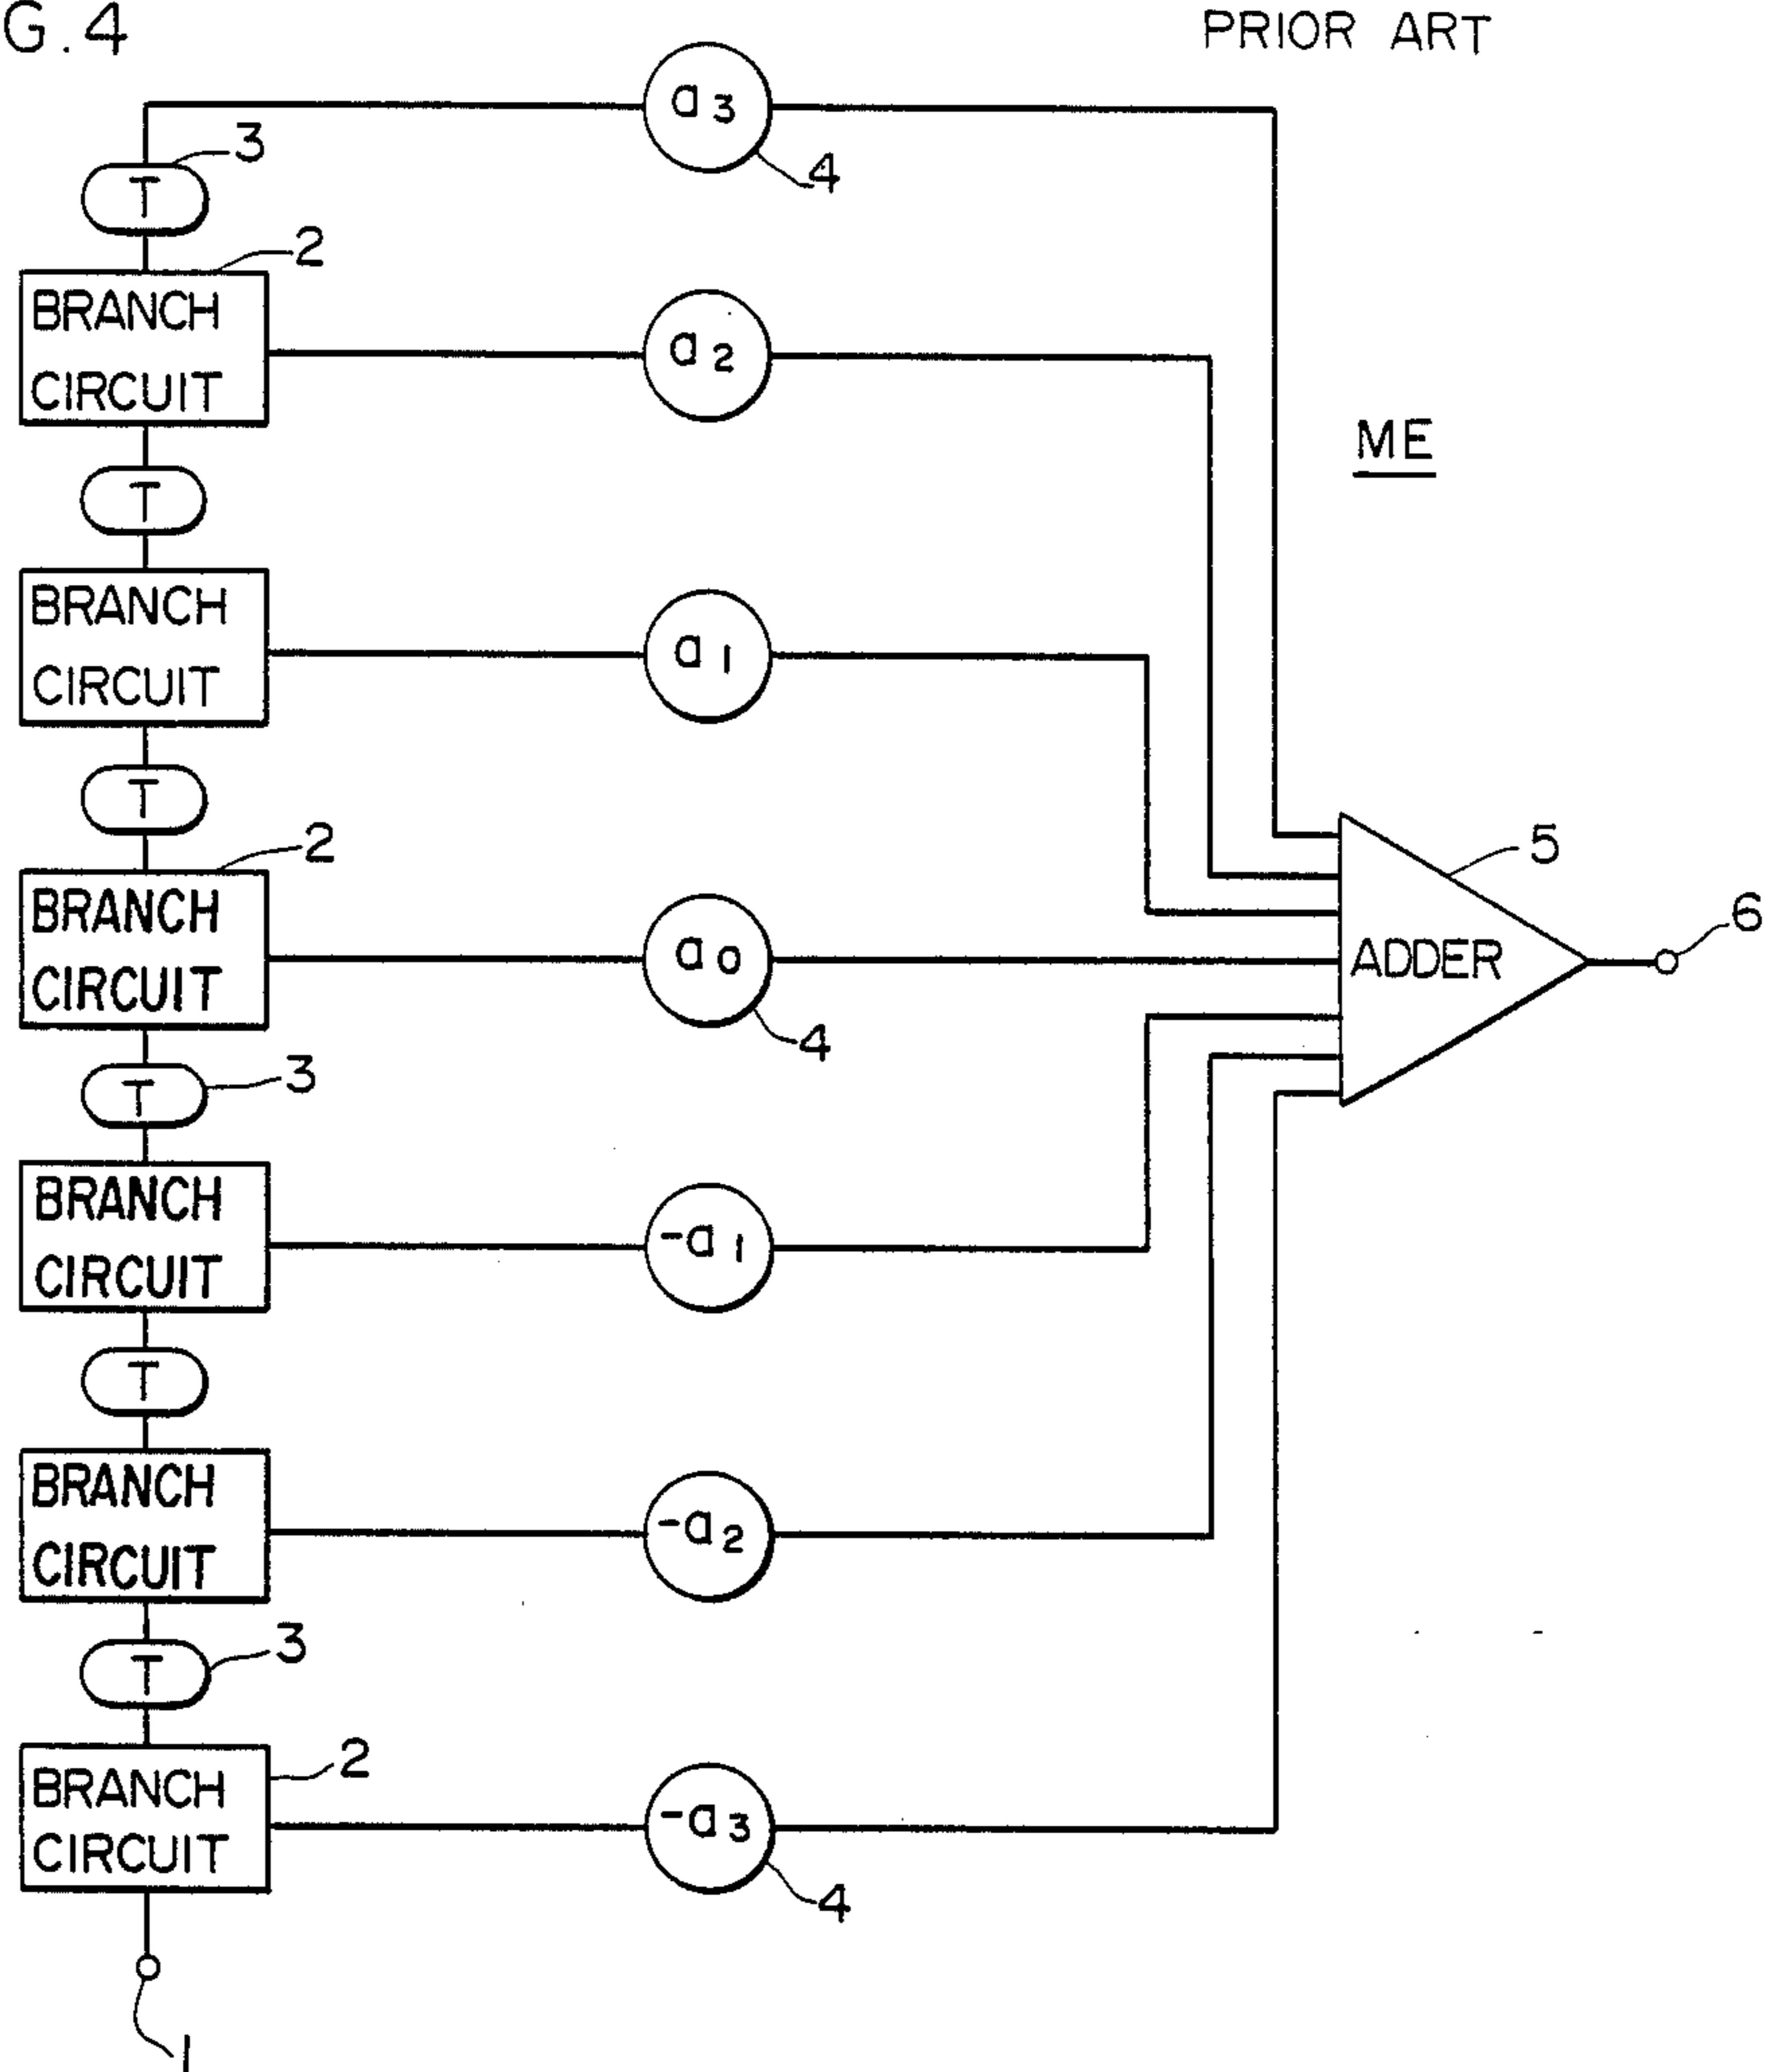 G.4
PRIOR ART
a3
3
4
T
2
BRANCH
CIRCUIT
a2
ME
T
BRANCH
CIRCUIT
a1
T
2
5
BRANCH
CIRCUIT
a0
ADDER
6
4
3
T
BRANCH
CIRCUIT
-a1
T
BRANCH
CIRCUIT
-a2
3
T
2
BRANCH
CIRCUIT
-a3
4
1